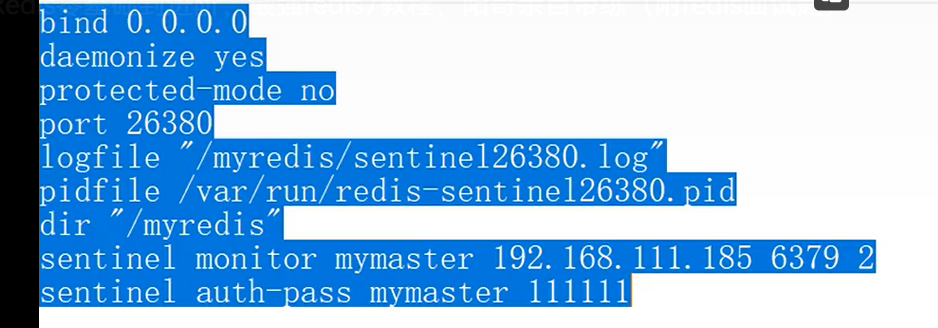 bind 0.0.0.0
daemonize yes
protected-mode no
port 26380
logfile "/myredis/sentinel26380.log"
pidfile /var/run/redis-sentinel26380.pid
dir "/myredis"
sentinel monitor mymaster 192.168.111.185 6379 2
sentinel auth-pass mymaster 111111